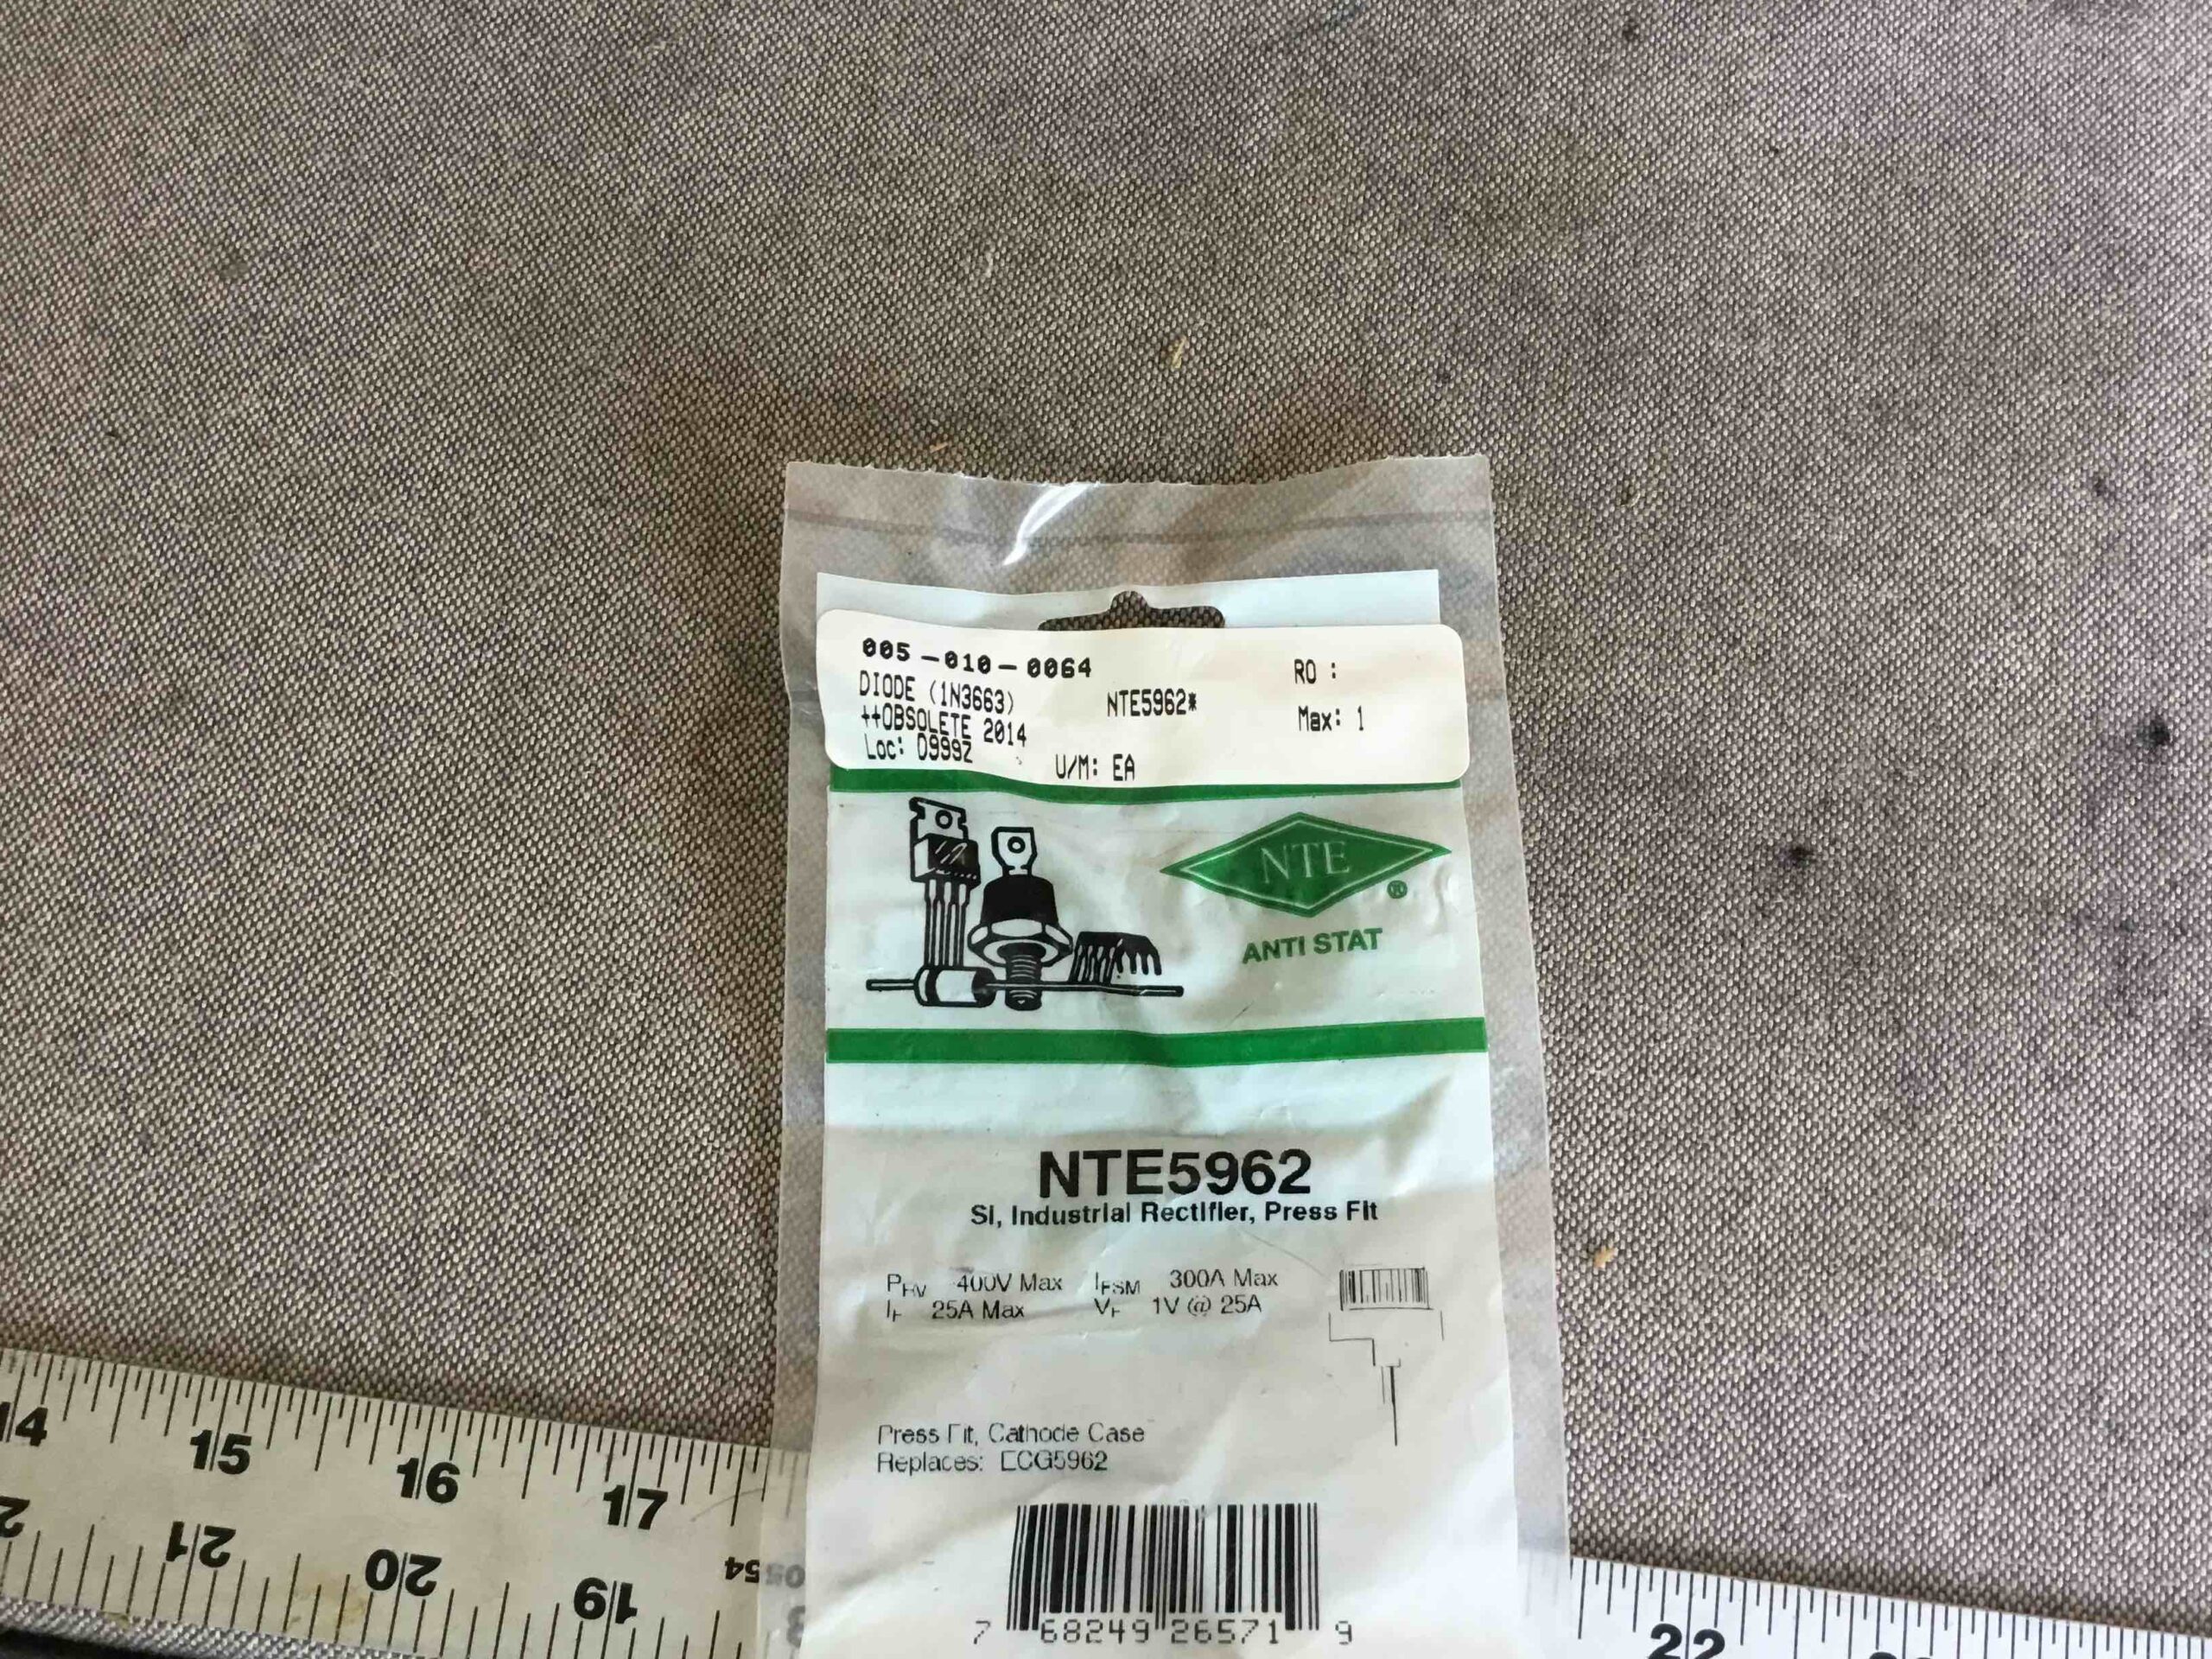 005-010-0064
RO :
DIODE (1N3663)
NTE5962*
Max: 1
++OBSOLETE 2014
Loc: D999Z
U/M: EA
NTE
®
ANTI STAT
NTE5962
Si, Industrial Rectifier, Press Fit
PRV 400V Max IFSM 300A Max
IF 25A Max VF 1V @ 25A
Press Fit, Cathode Case
Replaces: ECG5962
7 68249 26571 9
14 15 16 17
21 20 19
22